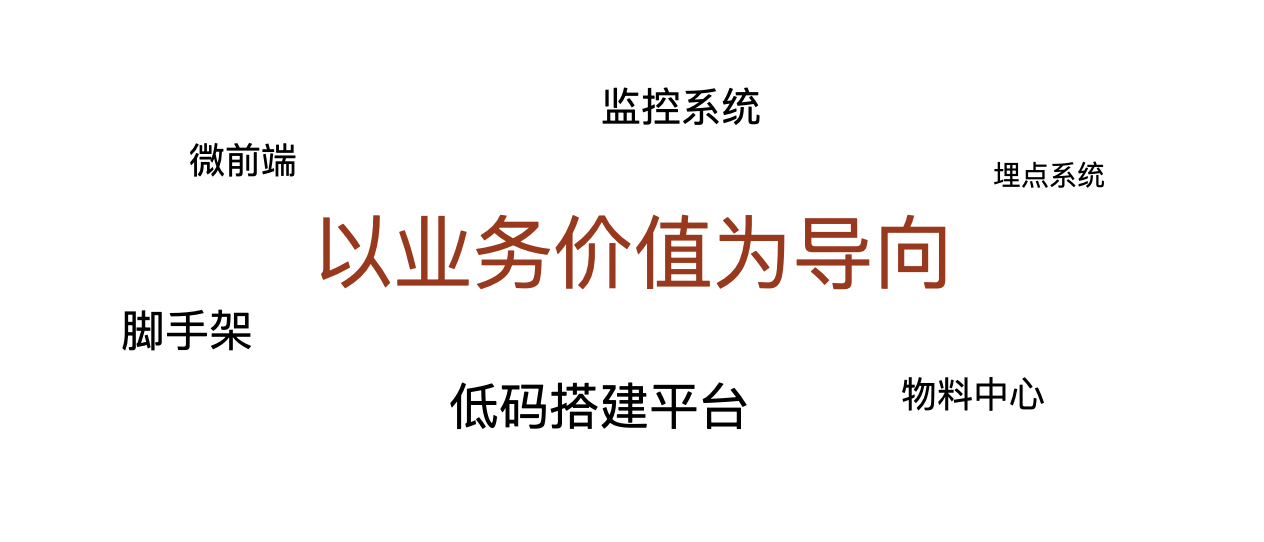 监控系统
微前端
埋点系统
以业务价值为导向
脚手架
物料中心
低码搭建平台